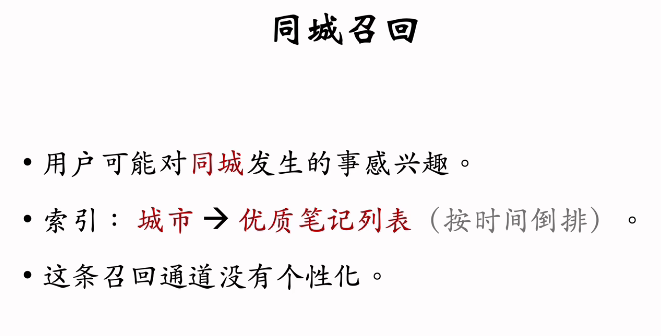 同城召回
• 用户可能对同城发生的事感兴趣。
• 索引：城市 → 优质笔记列表（按时间倒排）。
• 这条召回通道没有个性化。